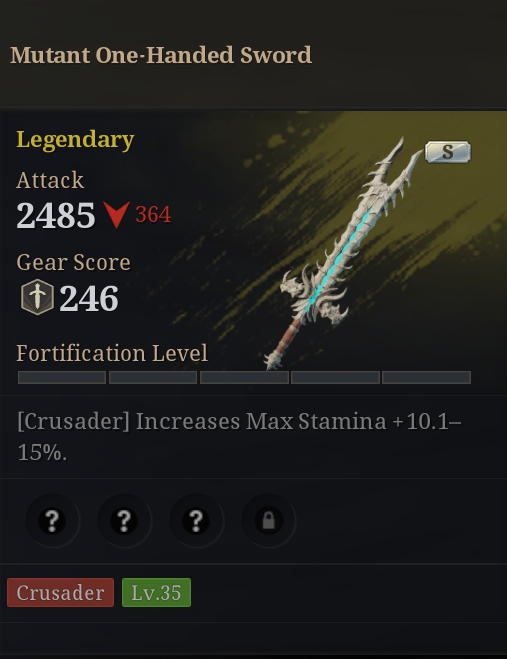 Mutant One-Handed Sword
Legendary
S
Attack
2485 364
Gear Score
246
Fortification Level
[Crusader] Increases Max Stamina +10.1–
15%.
? ? ?
Crusader Lv.35